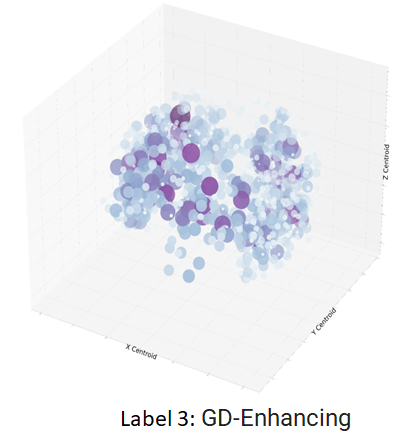 Z Centroid
Y Centroid
X Centroid
Label 3: GD-Enhancing